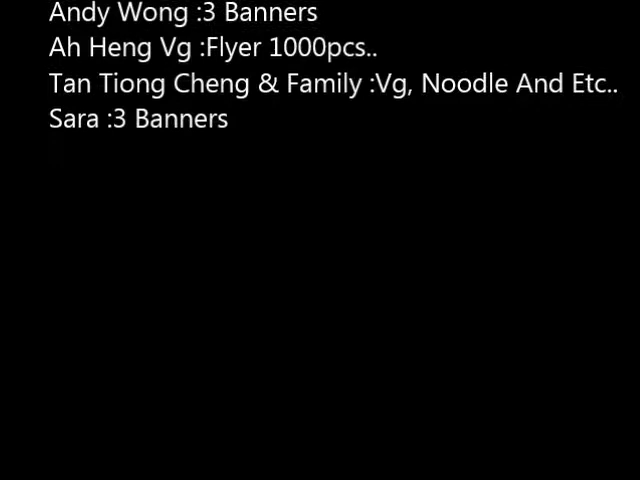 Andy Wong :3 Banners
Ah Heng Vg :Flyer 1000pcs..
Tan Tiong Cheng & Family :Vg, Noodle And Etc..
Sara :3 Banners